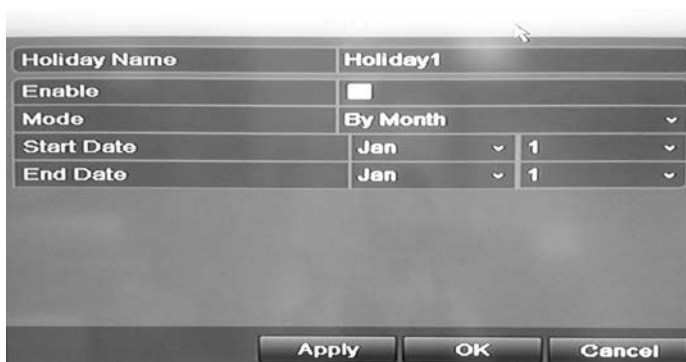 Holiday Name Holiday1
Enable
Mode By Month
Start Date Jan 1
End Date Jan 1
Apply OK Cancel